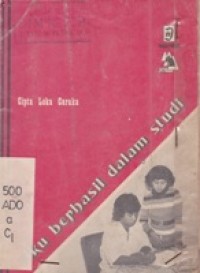 Cipta Loka Caraka
ku berhasil dalam studi
500
ADO
a
C1